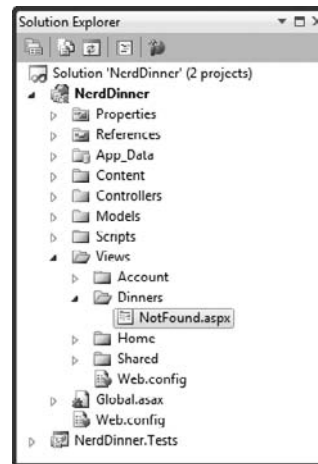 Solution Explorer
Solution 'NerdDinner' (2 projects)
NerdDinner
Properties
References
App_Data
Content
Controllers
Models
Scripts
Views
Account
Dinners
NotFound.aspx
Home
Shared
Web.config
Global.asax
Web.config
NerdDinner.Tests